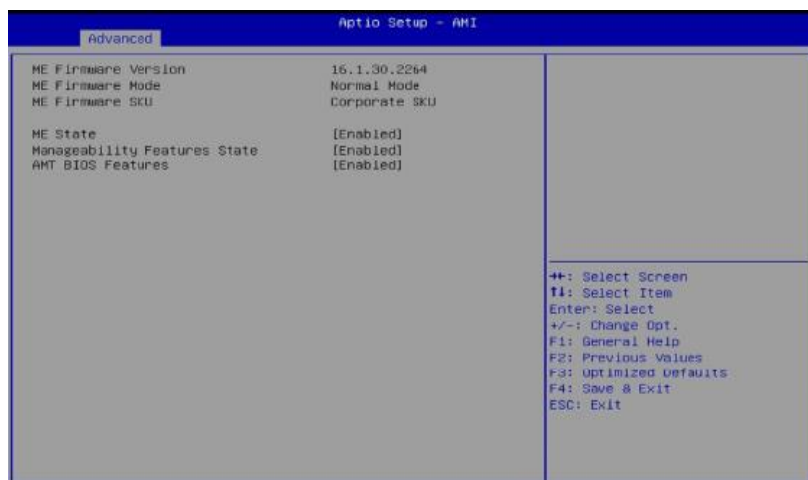 Aptio Setup - AMI
Advanced
ME Firmware Version 16.1.30.2264
ME Firmware Mode Normal Mode
ME Firmware SKU Corporate SKU
ME State [Enabled]
Manageability Features State [Enabled]
AMT BIOS Features [Enabled]
→←: Select Screen
↑↓: Select Item
Enter: Select
+/-: Change Opt.
F1: General Help
F2: Previous Values
F3: Optimized Defaults
F4: Save & Exit
ESC: Exit